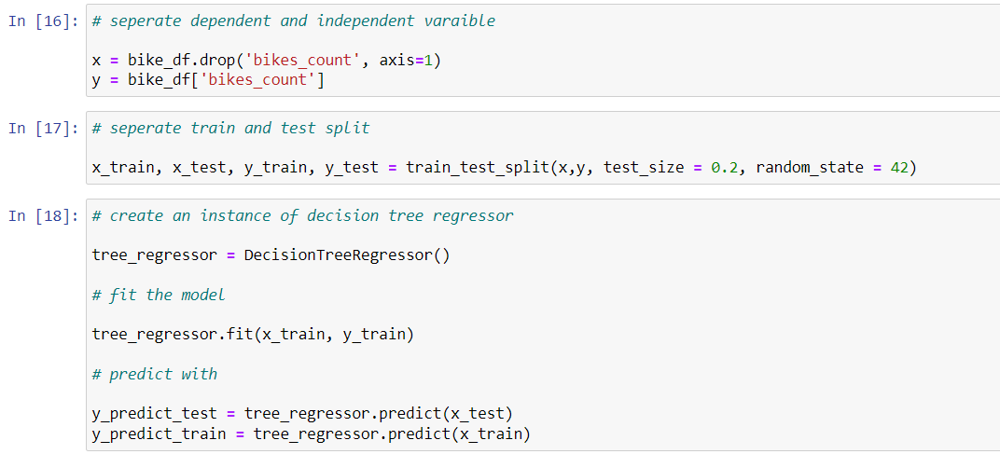 In [16]: # seperate dependent and independent varaible
x = bike_df.drop('bikes_count', axis=1)
y = bike_df['bikes_count']
In [17]: # seperate train and test split
x_train, x_test, y_train, y_test = train_test_split(x,y, test_size = 0.2, random_state = 42)
In [18]: # create an instance of decision tree regressor
tree_regressor = DecisionTreeRegressor()
# fit the model
tree_regressor.fit(x_train, y_train)
# predict with
y_predict_test = tree_regressor.predict(x_test)
y_predict_train = tree_regressor.predict(x_train)